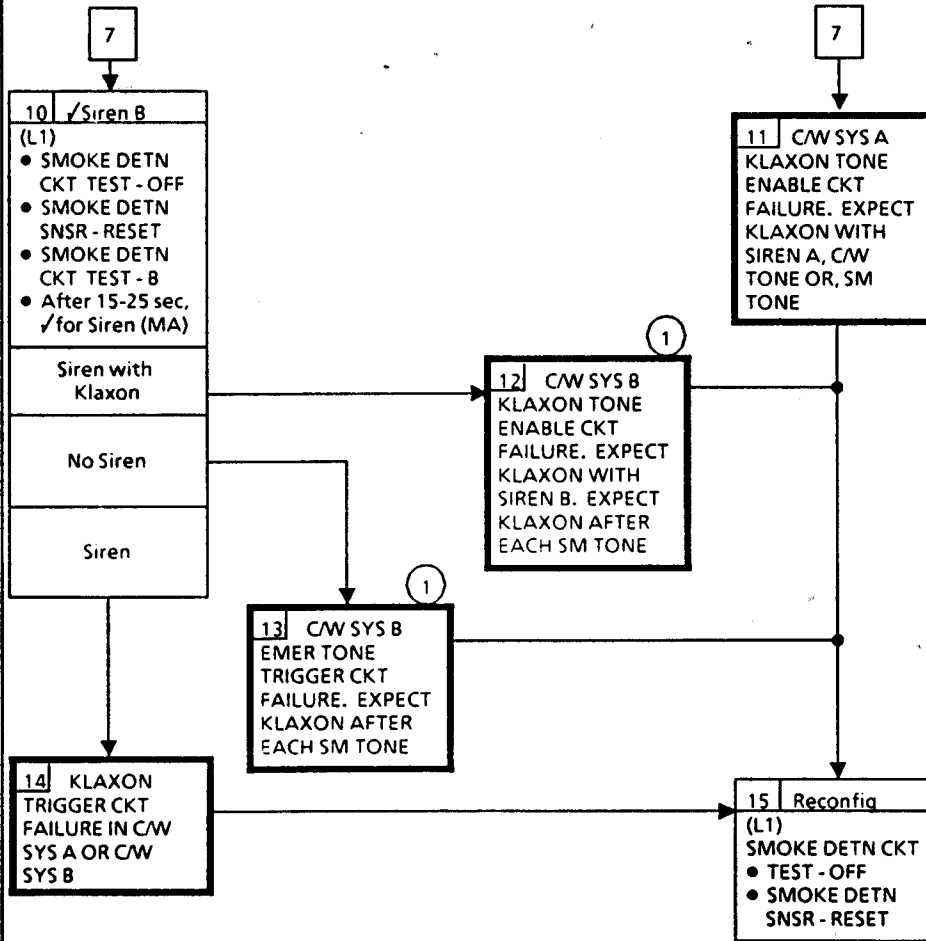 7
7
10 ✓Siren B
(L1)
• SMOKE DETN
CKT TEST - OFF
• SMOKE DETN
SNSR - RESET
• SMOKE DETN
CKT TEST - B
• After 15-25 sec,
✓for Siren (MA)
Siren with
Klaxon
No Siren
Siren
11 C/W SYS A
KLAXON TONE
ENABLE CKT
FAILURE. EXPECT
KLAXON WITH
SIREN A, C/W
TONE OR, SM
TONE
1
12 C/W SYS B
KLAXON TONE
ENABLE CKT
FAILURE. EXPECT
KLAXON WITH
SIREN B. EXPECT
KLAXON AFTER
EACH SM TONE
1
13 C/W SYS B
EMER TONE
TRIGGER CKT
FAILURE. EXPECT
KLAXON AFTER
EACH SM TONE
14 KLAXON
TRIGGER CKT
FAILURE IN C/W
SYS A OR C/W
SYS B
15 Reconfig
(L1)
SMOKE DETN CKT
• TEST - OFF
• SMOKE DETN
SNSR - RESET